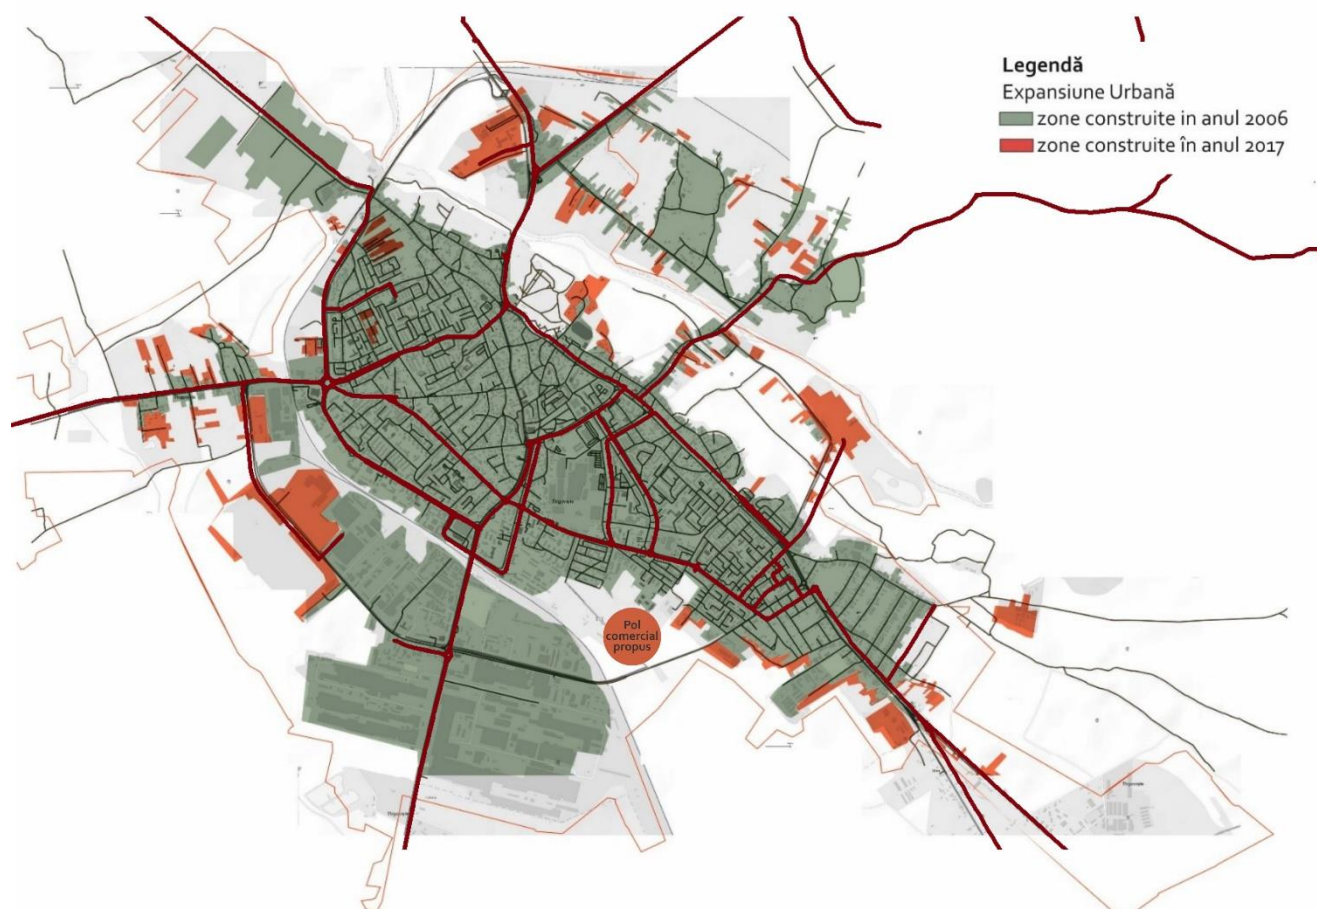 Legendă
Expansiune Urbană
zone construite in anul 2006
zone construite în anul 2017
Pol
comercial
propus